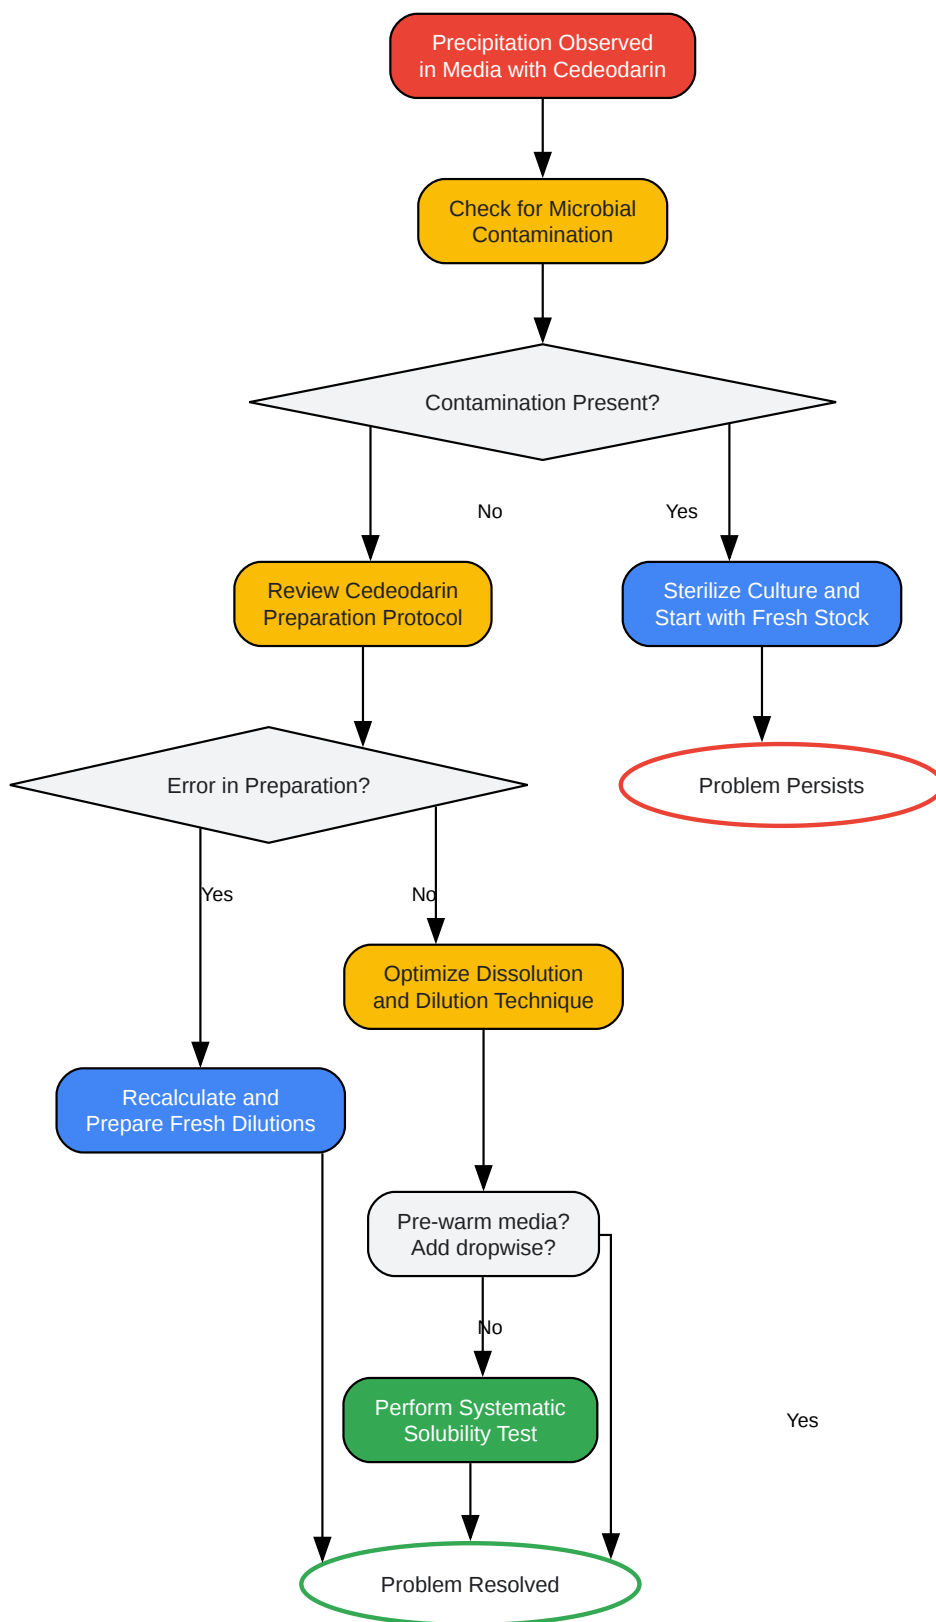 Precipitation Observed
in Media with Cedeodarin
Check for Microbial
Contamination
Contamination Present?
No
Yes
Review Cedeodarin
Preparation Protocol
Sterilize Culture and
Start with Fresh Stock
Error in Preparation?
Problem Persists
Yes
No
Optimize Dissolution
and Dilution Technique
Recalculate and
Prepare Fresh Dilutions
Pre-warm media?
Add dropwise?
No
Perform Systematic
Solubility Test
Yes
Problem Resolved